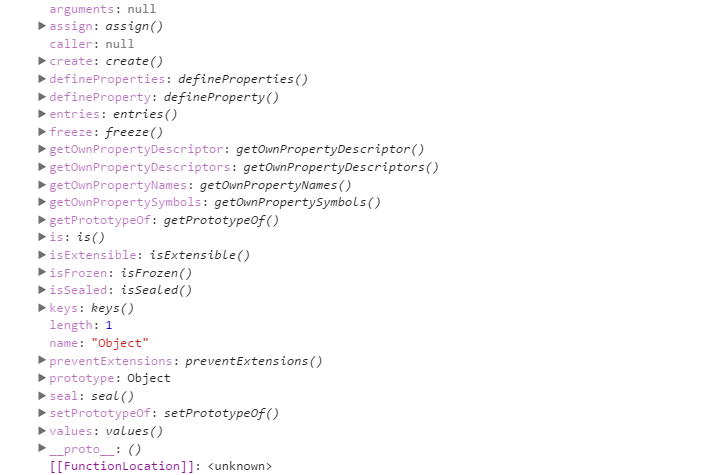 arguments: null
assign: assign()
caller: null
create: create()
defineProperties: defineProperties()
defineProperty: defineProperty()
entries: entries()
freeze: freeze()
getOwnPropertyDescriptor: getOwnPropertyDescriptor()
getOwnPropertyDescriptors: getOwnPropertyDescriptors()
getOwnPropertyNames: getOwnPropertyNames()
getOwnPropertySymbols: getOwnPropertySymbols()
getPrototypeOf: getPrototypeOf()
is: is()
isExtensible: isExtensible()
isFrozen: isFrozen()
isSealed: isSealed()
keys: keys()
length: 1
name: "Object"
preventExtensions: preventExtensions()
prototype: Object
seal: seal()
setPrototypeOf: setPrototypeOf()
values: values()
__proto__: ()
[[FunctionLocation]]: <unknown>